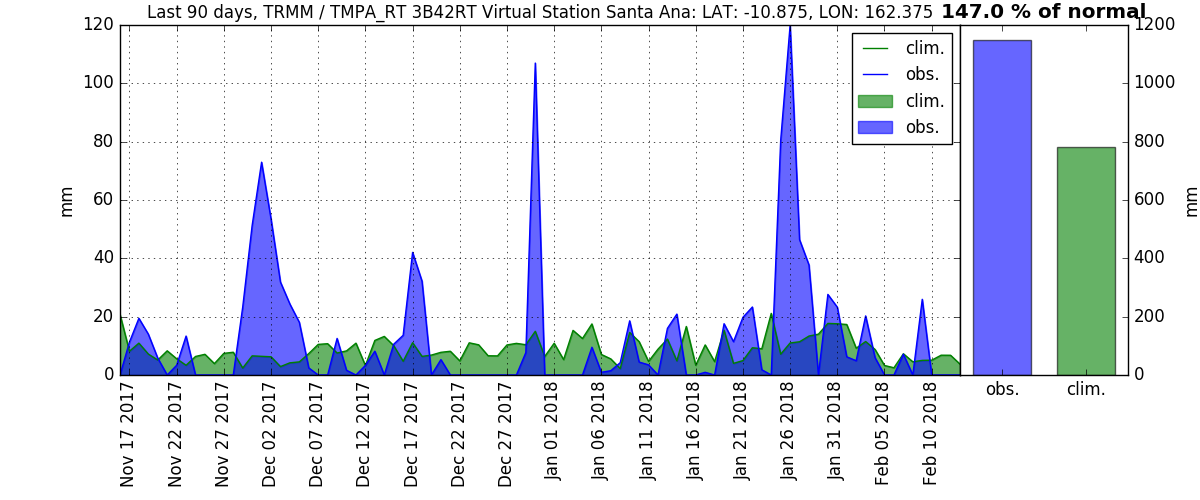 Last 90 days, TRMM / TMPA_RT 3B42RT Virtual Station Santa Ana: LAT: -10.875, LON: 162.375 147.0 % of normal
120
100
80
60
40
20
0
mm
clim.
obs.
clim.
obs.
1200
1000
800
600
400
200
0
mm
Nov 17 2017
Nov 22 2017
Nov 27 2017
Dec 02 2017
Dec 07 2017
Dec 12 2017
Dec 17 2017
Dec 22 2017
Dec 27 2017
Jan 01 2018
Jan 06 2018
Jan 11 2018
Jan 16 2018
Jan 21 2018
Jan 26 2018
Jan 31 2018
Feb 05 2018
Feb 10 2018
obs.
clim.